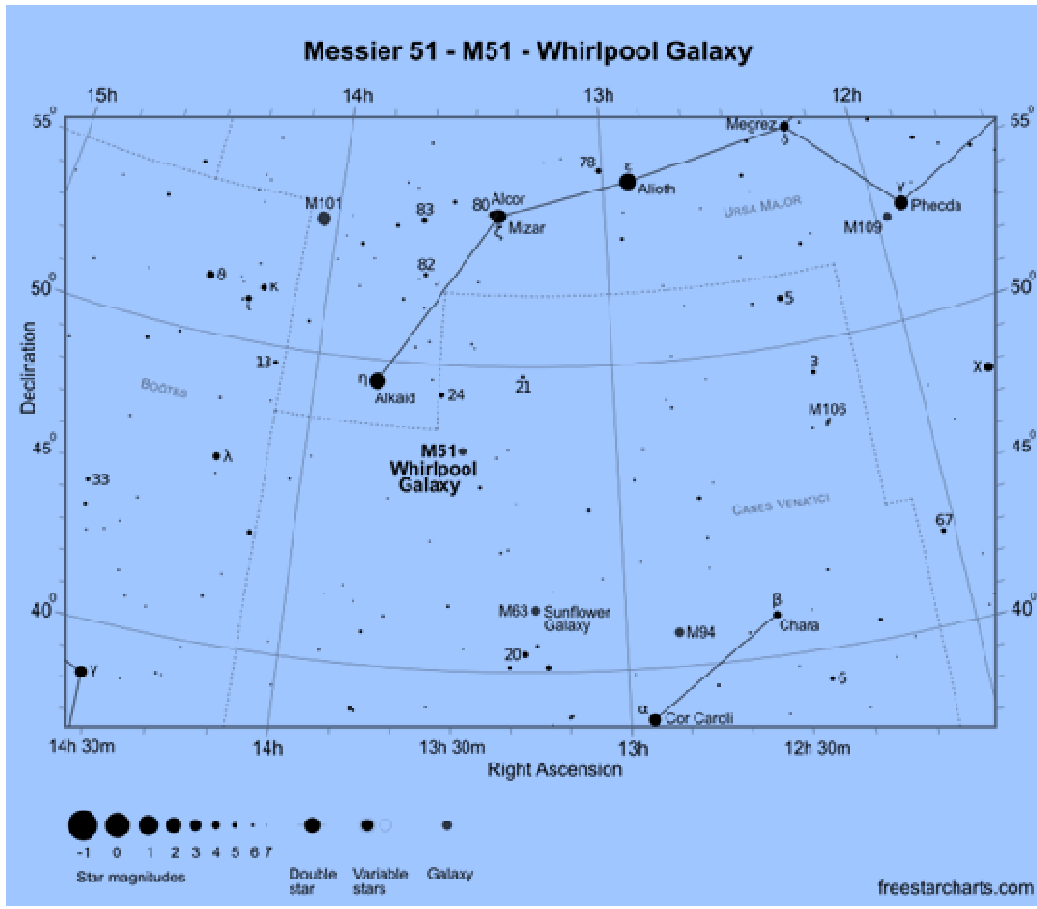 Messier 51 - M51 - Whirlpool Galaxy
15h 14h 13h 12h
55° 55°
Megrez
δ
78
ε
Alioth
γ
Phecda
M109
URSA MAJOR
M101
83
80 Alcor
Mizar
ζ
82
θ
κ
ι
50° 50°
5
13
η
Alkaid
24
21
3
χ
BOÖTES
M106
Declination
45° 45°
λ
M51
Whirlpool
Galaxy
33
CANES VENATICI
67
40° 40°
M63 Sunflower
Galaxy
β
Chara
M94
20
γ
6
α
Cor Caroli
14h 30m 14h 13h 30m 13h 12h 30m
Right Ascension
-1 0 1 2 3 4 5 6 7
Star magnitudes
Double
star
Variable
stars
Galaxy
freestarcharts.com